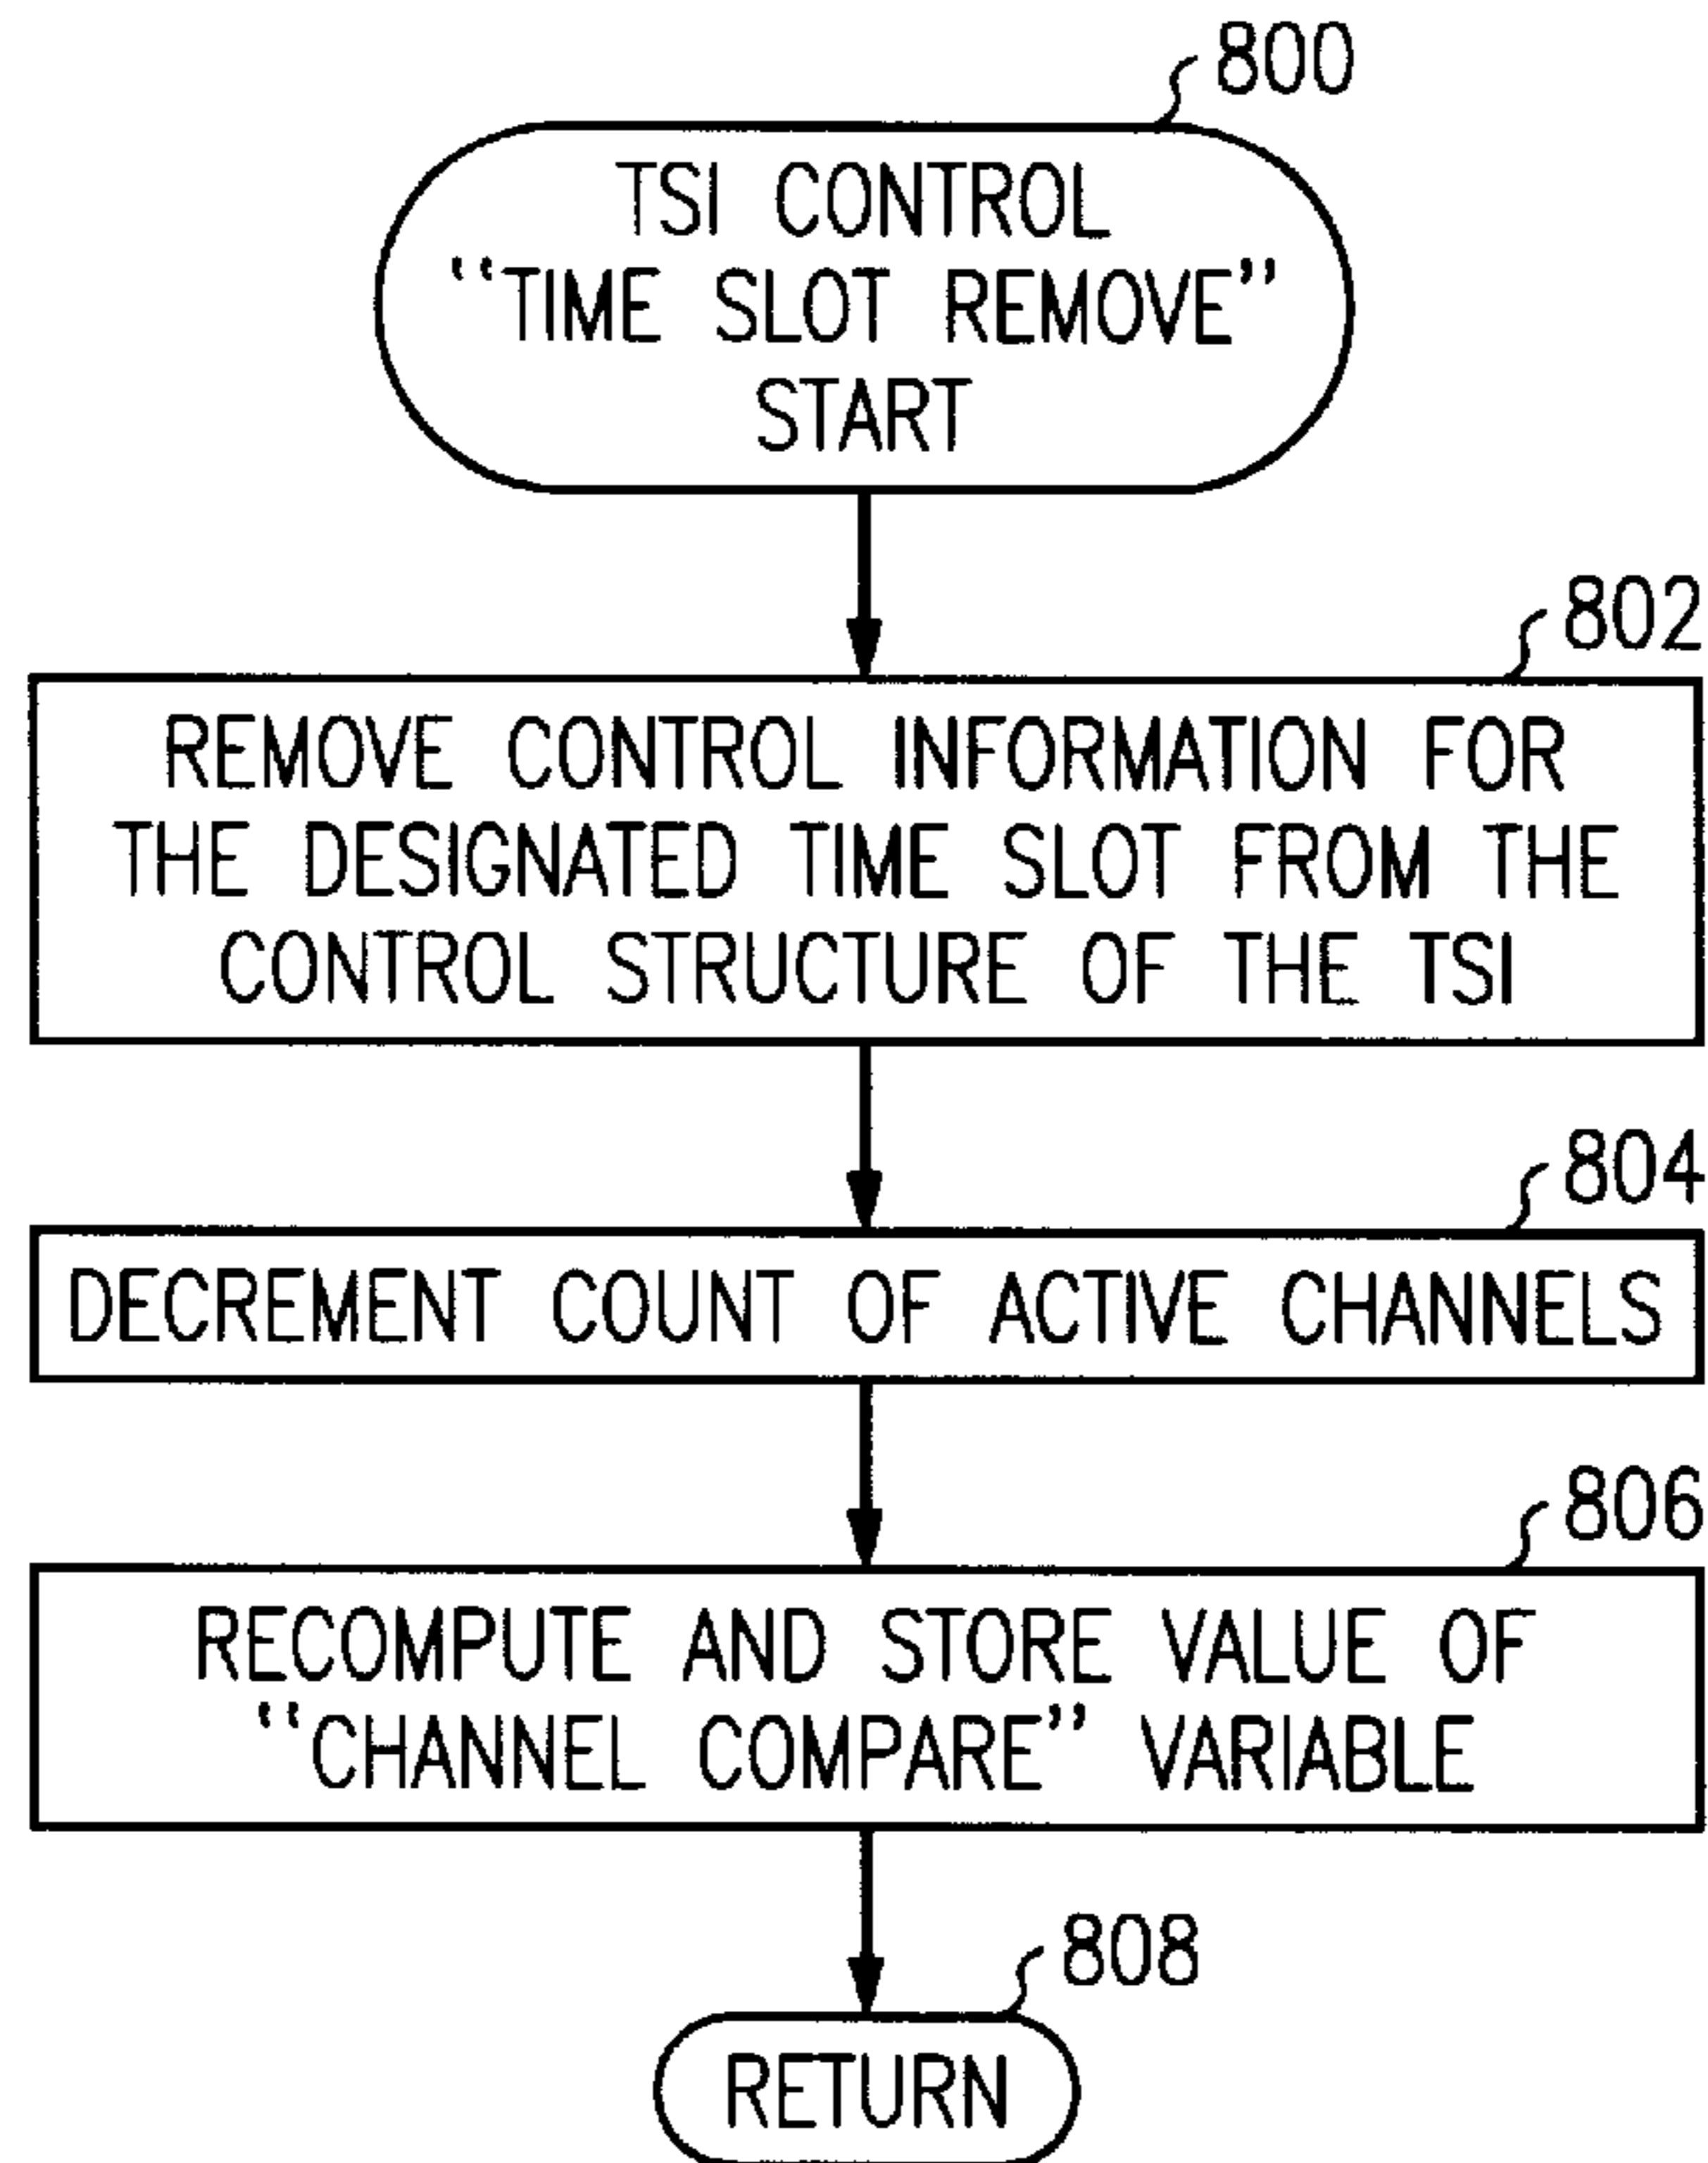 800
TSI CONTROL
“TIME SLOT REMOVE”
START
802
REMOVE CONTROL INFORMATION FOR
THE DESIGNATED TIME SLOT FROM THE
CONTROL STRUCTURE OF THE TSI
804
DECREMENT COUNT OF ACTIVE CHANNELS
806
RECOMPUTE AND STORE VALUE OF
“CHANNEL COMPARE” VARIABLE
808
RETURN